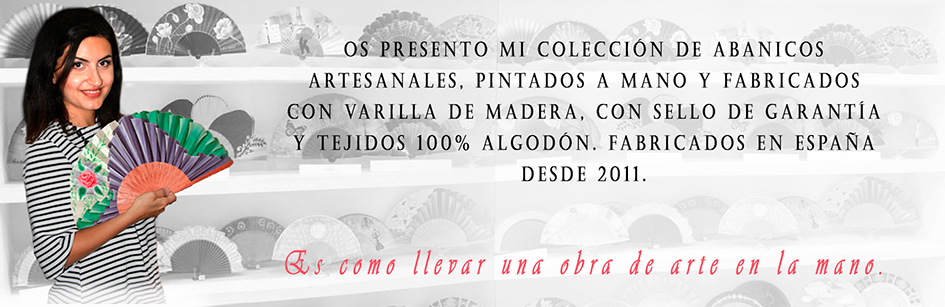 OS PRESENTO MI COLECCIÓN DE ABANICOS
ARTESANALES, PINTADOS A MANO Y FABRICADOS
CON VARILLA DE MADERA, CON SELLO DE GARANTÍA
Y TEJIDOS 100% ALGODÓN. FABRICADOS EN ESPAÑA
DESDE 2011.
Es como llevar una obra de arte en la mano.